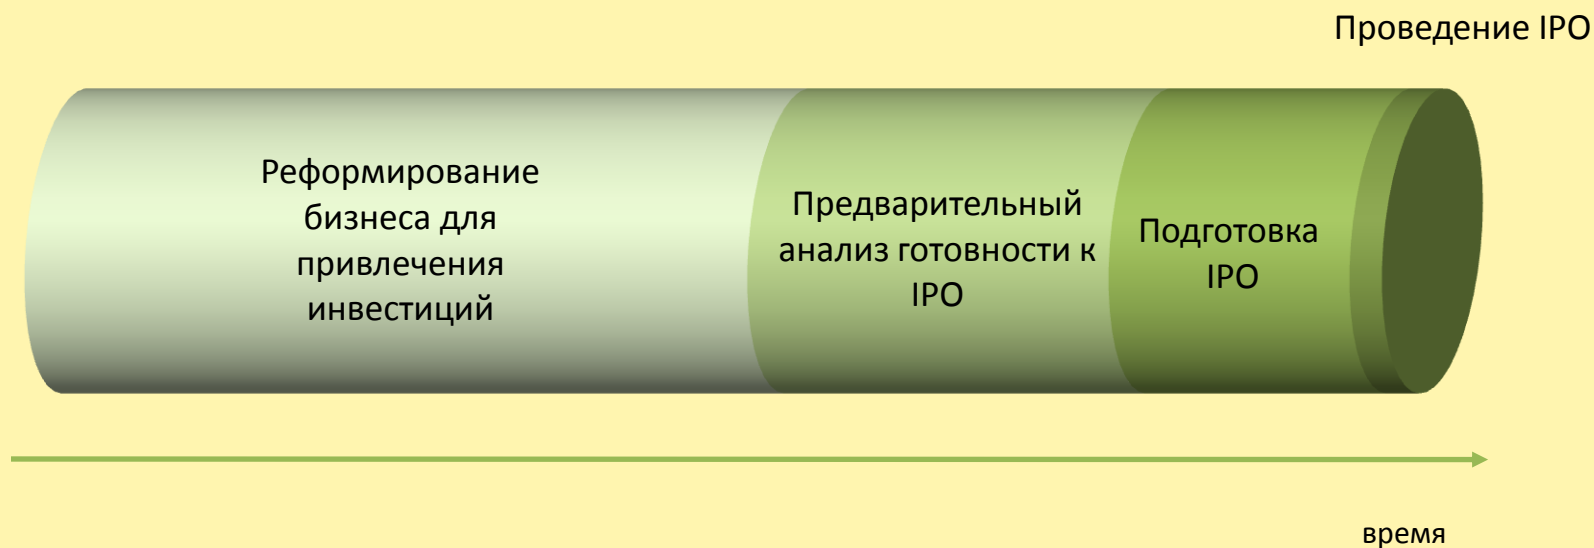 Проведение IPO
Реформирование
бизнеса для
привлечения
инвестиций
Предварительный
анализ готовности к
IPO
Подготовка
IPO
время